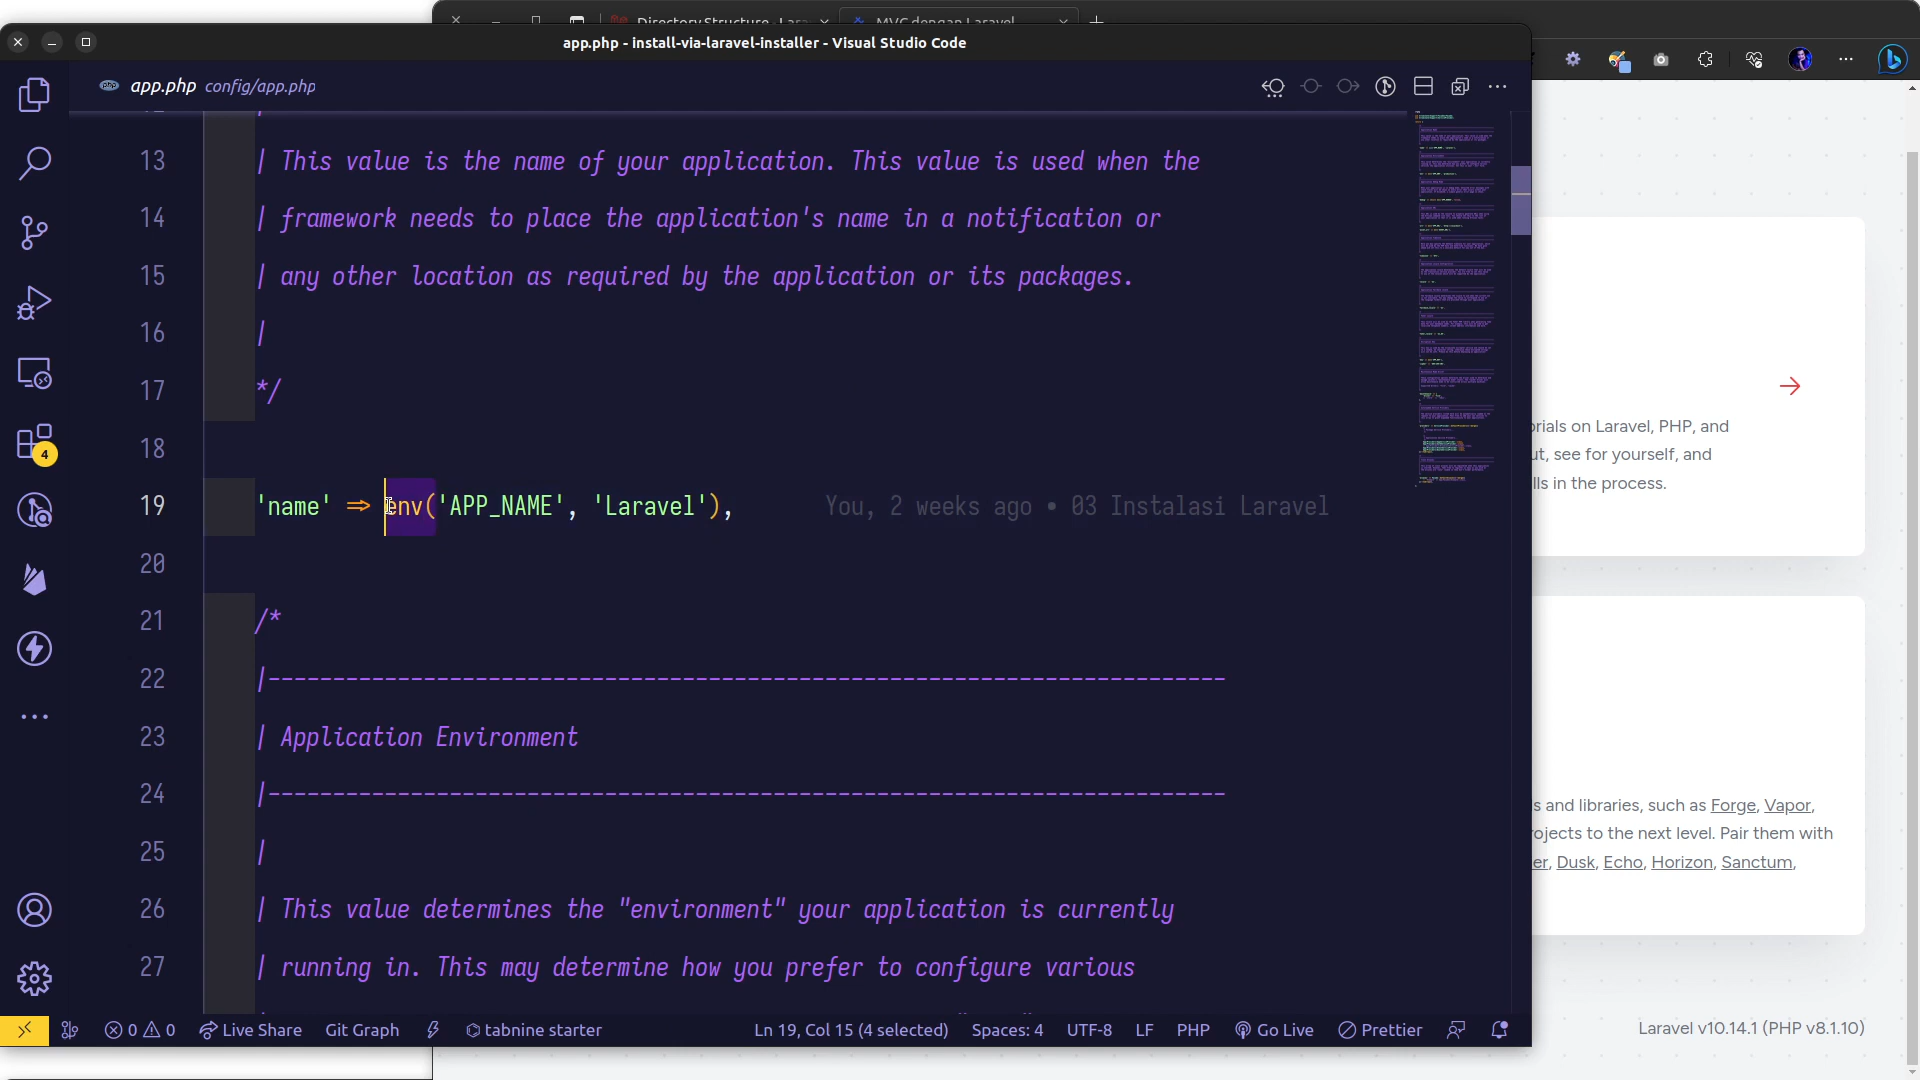 Directory Structure - Lara
MVC dengan Laravel
app.php - install-via-laravel-installer - Visual Studio Code
php app.php config/app.php
13 | This value is the name of your application. This value is used when the
14 | framework needs to place the application's name in a notification or
15 | any other location as required by the application or its packages.
16 |
17 */
18
19 'name' => env('APP_NAME', 'Laravel'), You, 2 weeks ago • 03 Instalasi Laravel
20
21 /*
22 |--------------------------------------------------------------------------
23 | Application Environment
24 |--------------------------------------------------------------------------
25 |
26 | This value determines the "environment" your application is currently
27 | running in. This may determine how you prefer to configure various
4
0 0 Live Share Git Graph tabnine starter Ln 19, Col 15 (4 selected) Spaces: 4 UTF-8 LF PHP Go Live Prettier
orials on Laravel, PHP, and
ut, see for yourself, and
lls in the process.
s and libraries, such as Forge, Vapor,
ojects to the next level. Pair them with
er, Dusk, Echo, Horizon, Sanctum,
Laravel v10.14.1 (PHP v8.1.10)